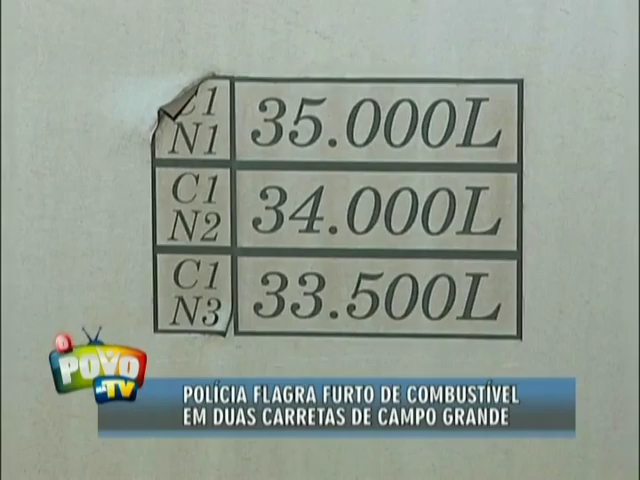 C1
N1
35.000L
C1
N2
34.000L
C1
N3
33.500L
O
POVO
NA
TV
POLÍCIA FLAGRA FURTO DE COMBUSTÍVEL
EM DUAS CARRETAS DE CAMPO GRANDE